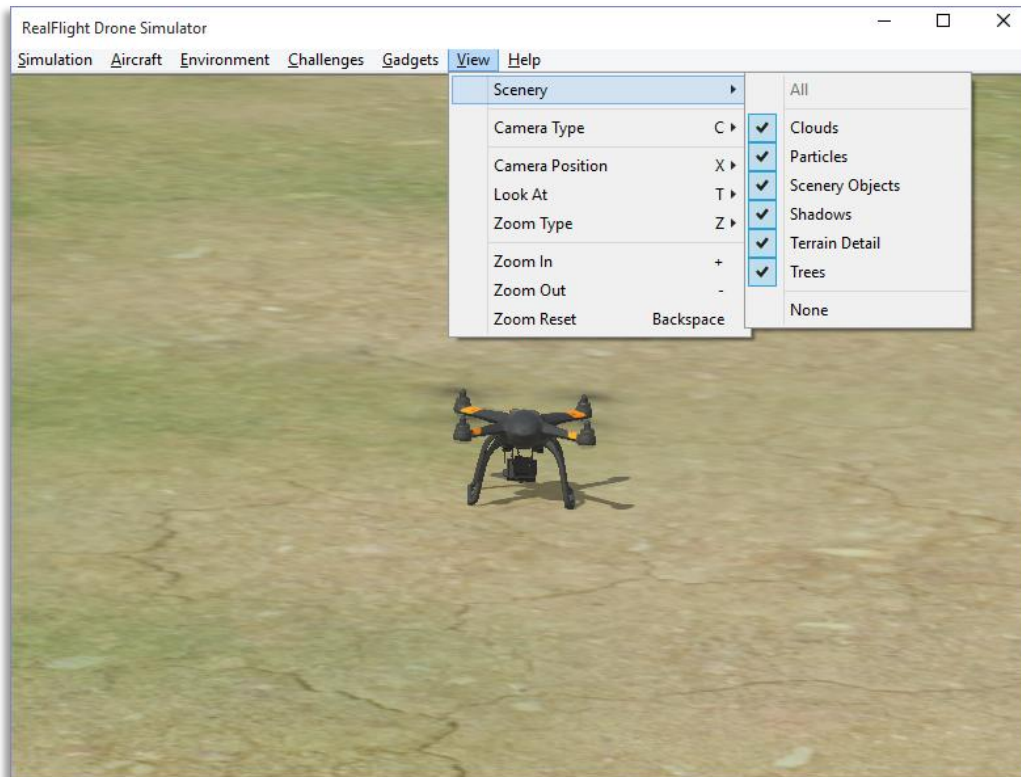 RealFlight Drone Simulator
Simulation Aircraft Environment Challenges Gadgets View Help
Scenery
Camera Type C
Camera Position X
Look At T
Zoom Type Z
Zoom In +
Zoom Out -
Zoom Reset Backspace
All
Clouds
Particles
Scenery Objects
Shadows
Terrain Detail
Trees
None